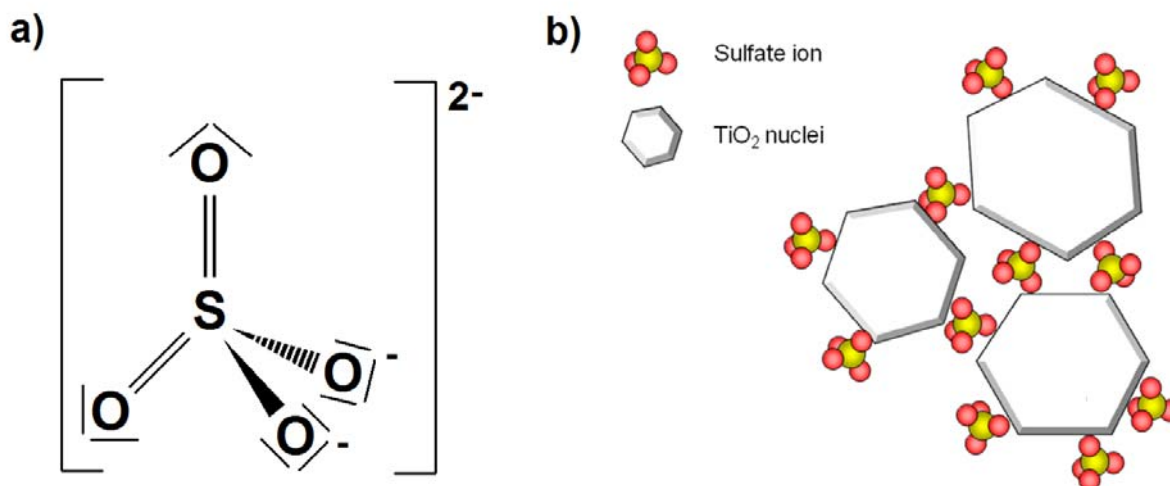 a)
2-
O
S
O
O -
O -
b)
Sulfate ion
TiO₂ nuclei